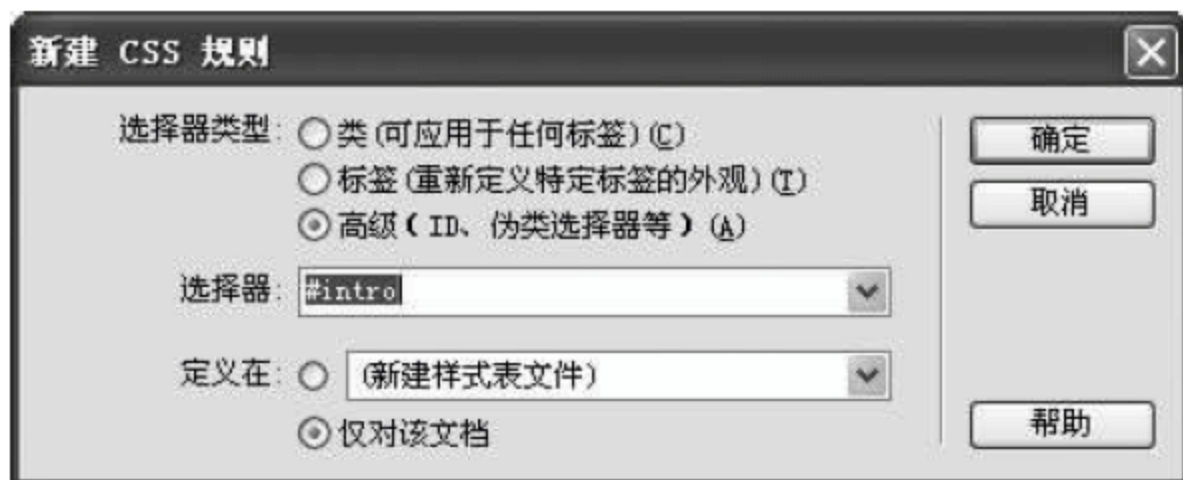 新建 CSS 规则
选择器类型: 类(可应用于任何标签)(C)
标签(重新定义特定标签的外观)(T)
高级(ID、伪类选择器等)(A)
选择器: #intro
定义在: (新建样式表文件)
仅对该文档
确定
取消
帮助